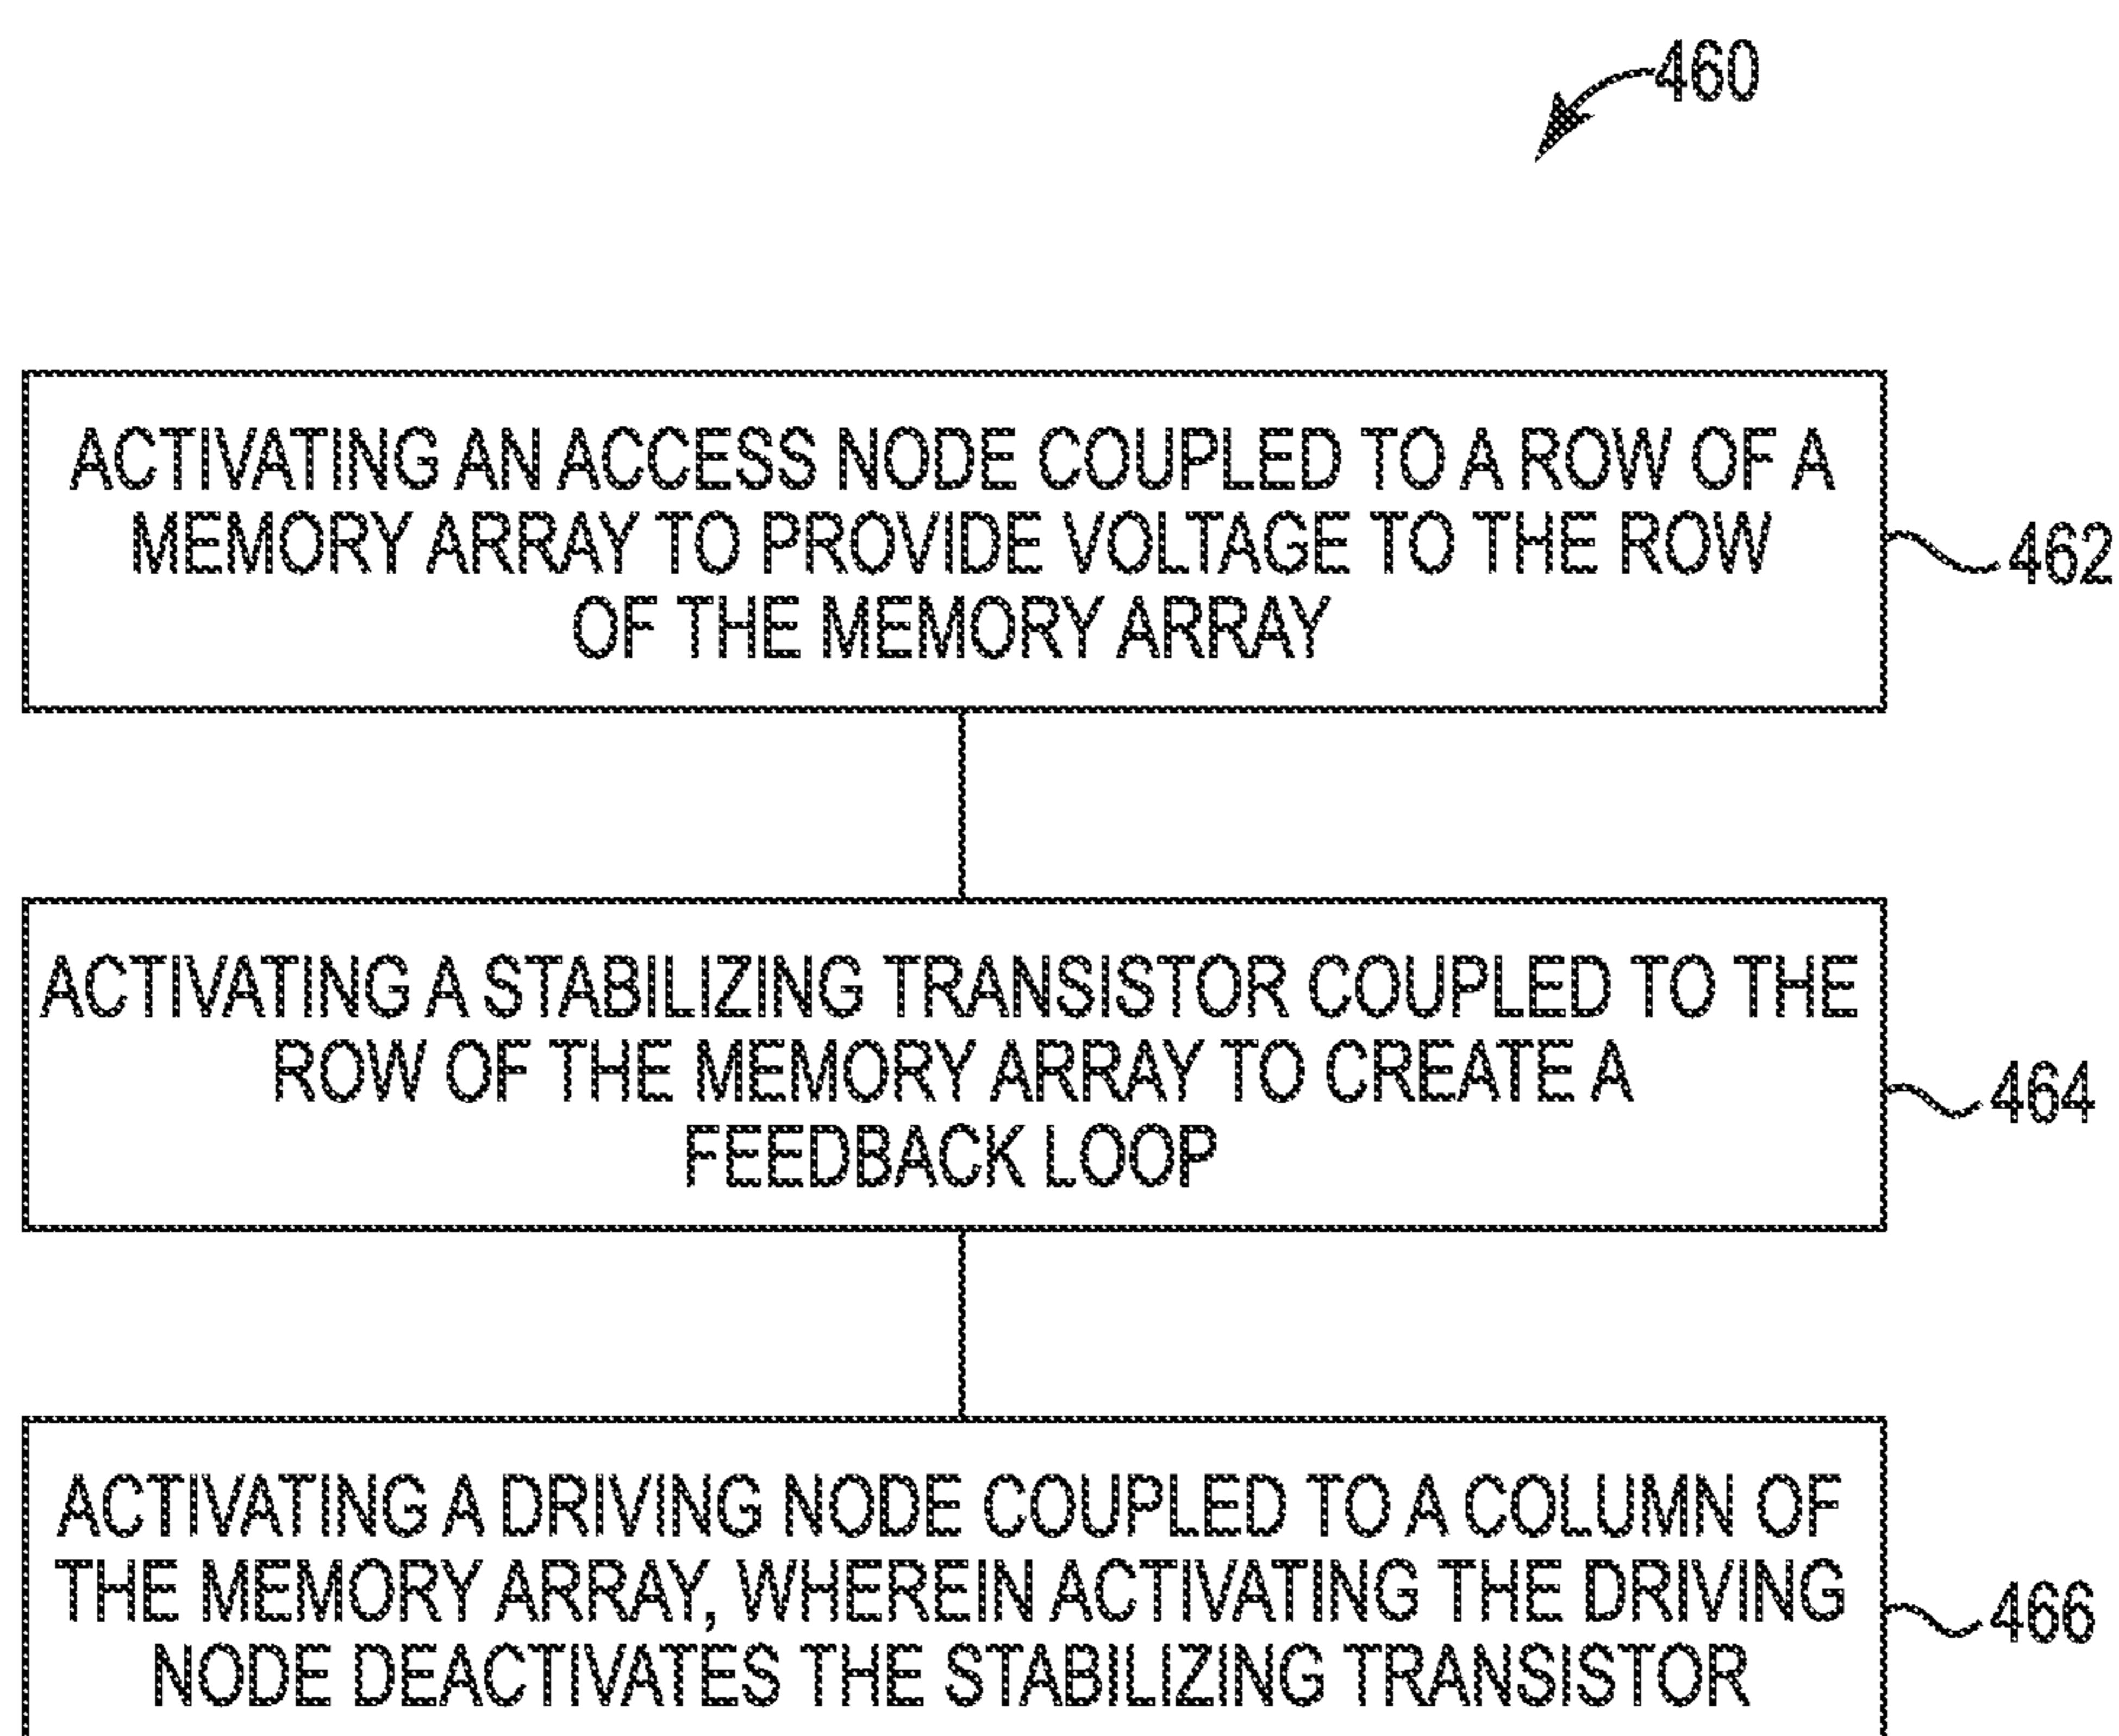 460
ACTIVATING AN ACCESS NODE COUPLED TO A ROW OF A
MEMORY ARRAY TO PROVIDE VOLTAGE TO THE ROW
OF THE MEMORY ARRAY
462
ACTIVATING A STABILIZING TRANSISTOR COUPLED TO THE
ROW OF THE MEMORY ARRAY TO CREATE A
FEEDBACK LOOP
464
ACTIVATING A DRIVING NODE COUPLED TO A COLUMN OF
THE MEMORY ARRAY, WHEREIN ACTIVATING THE DRIVING
NODE DEACTIVATES THE STABILIZING TRANSISTOR
466